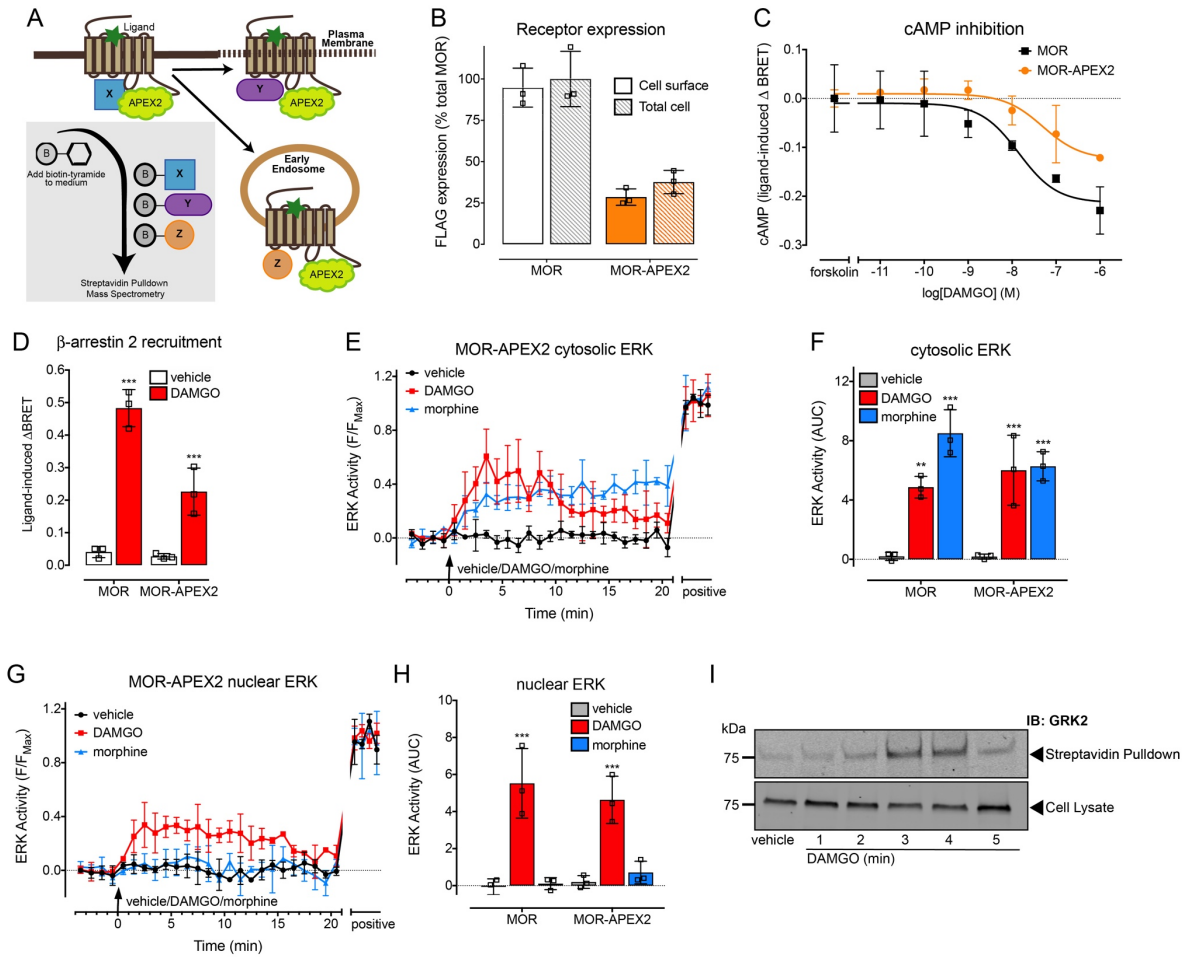 A
Ligand
Plasma
Membrane
X
APEX2
Y
APEX2
B
Add biotin-tyramide
to medium
B
X
B
Y
B
Z
Streptavidin Pulldown
Mass Spectrometry
Early
Endosome
Z
APEX2
B
Receptor expression
FLAG expression (% total MOR)
100
75
50
25
0
Cell surface
Total cell
MOR
MOR-APEX2
C
cAMP inhibition
MOR
MOR-APEX2
cAMP (ligand-induced Δ BRET)
0.1
0.0
-0.1
-0.2
-0.3
forskolin
-11
-10
-9
-8
-7
-6
log[DAMGO] (M)
D
β-arrestin 2 recruitment
vehicle
DAMGO
Ligand-induced ΔBRET
0.6
0.5
0.4
0.3
0.2
0.1
0.0
***
***
MOR
MOR-APEX2
E
MOR-APEX2 cytosolic ERK
vehicle
DAMGO
morphine
ERK Activity (F/FMax)
1.2
0.8
0.4
0.0
vehicle/DAMGO/morphine
0
5
10
15
20
positive
Time (min)
F
cytosolic ERK
vehicle
DAMGO
morphine
ERK Activity (AUC)
12
8
4
0
**
***
***
***
MOR
MOR-APEX2
G
MOR-APEX2 nuclear ERK
vehicle
DAMGO
morphine
ERK Activity (F/FMax)
1.2
0.8
0.4
0.0
vehicle/DAMGO/morphine
0
5
10
15
20
positive
Time (min)
H
nuclear ERK
vehicle
DAMGO
morphine
ERK Activity (AUC)
10
8
6
4
2
0
***
***
MOR
MOR-APEX2
I
IB: GRK2
kDa
75
Streptavidin Pulldown
75
Cell Lysate
vehicle
1
2
3
4
5
DAMGO (min)